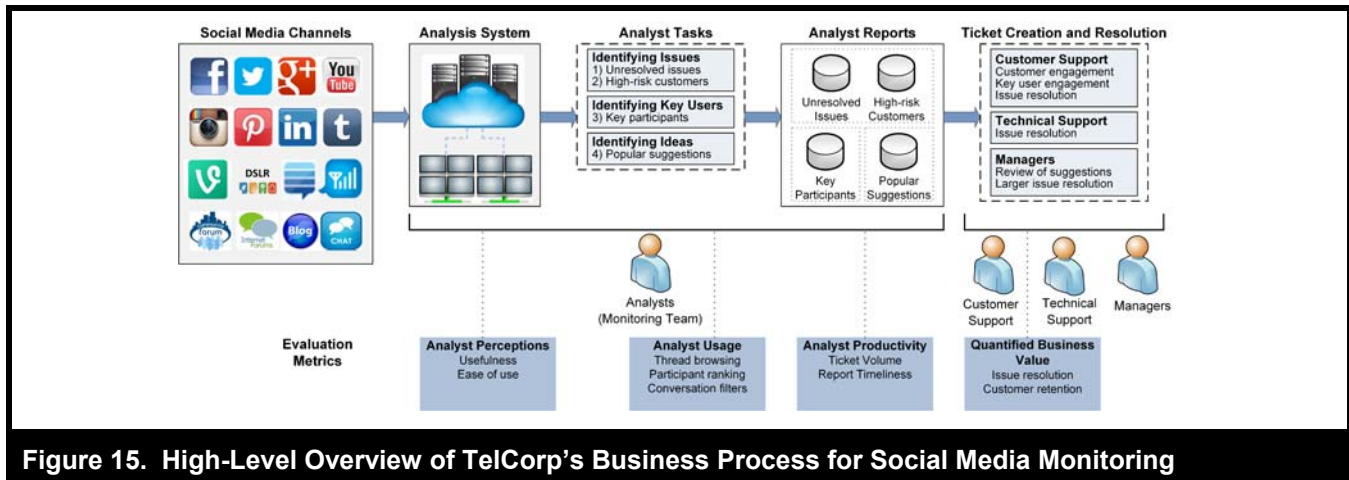 Social Media Channels
Analysis System
Analyst Tasks
Analyst Reports
Ticket Creation and Resolution
f
g+
You
Tube
P
in
t
DSLR
forum
Internet
Forums
Blog
CHAT
Identifying Issues
1) Unresolved issues
2) High-risk customers
Identifying Key Users
3) Key participants
Identifying Ideas
4) Popular suggestions
Unresolved
Issues
High-risk
Customers
Key
Participants
Popular
Suggestions
Customer Support
Customer engagement
Key user engagement
Issue resolution
Technical Support
Issue resolution
Managers
Review of suggestions
Larger issue resolution
Analysts
(Monitoring Team)
Customer
Support
Technical
Support
Managers
Evaluation
Metrics
Analyst Perceptions
Usefulness
Ease of use
Analyst Usage
Thread browsing
Participant ranking
Conversation filters
Analyst Productivity
Ticket Volume
Report Timeliness
Quantified Business
Value
Issue resolution
Customer retention
Figure 15. High-Level Overview of TelCorp's Business Process for Social Media Monitoring